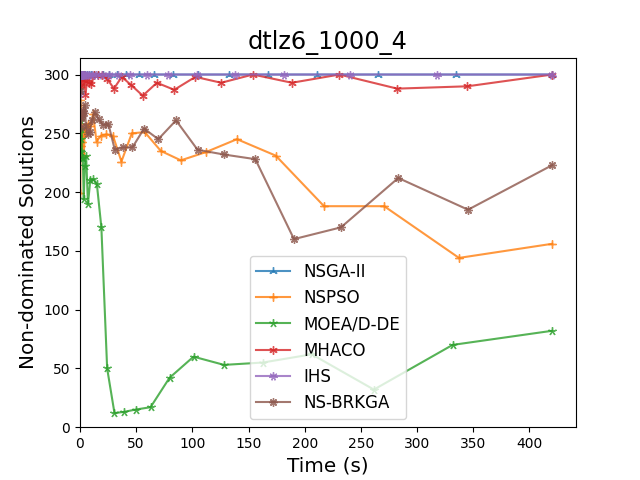 dtlz6_1000_4
Non-dominated Solutions
300
250
200
150
100
50
0
NSGA-II
NSPSO
MOEA/D-DE
MHACO
IHS
NS-BRKGA
0 50 100 150 200 250 300 350 400
Time (s)